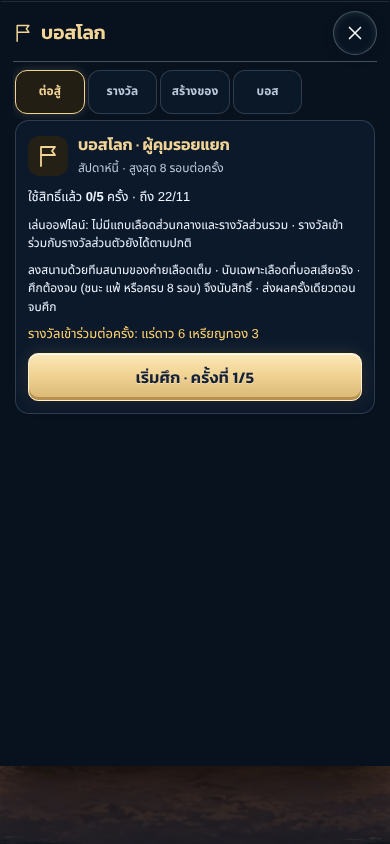 บอสโลก
ต่อสู้
รางวัล
สร้างของ
บอส
บอสโลก · ผู้คุมรอยแยก
สัปดาห์นี้ · สูงสุด 8 รอบต่อครั้ง
ใช้สิทธิ์แล้ว 0/5 ครั้ง · ถึง 22/11
เล่นออฟไลน์: ไม่มีแถบเลือดส่วนกลางและรางวัลส่วนรวม · รางวัลเข้า
ร่วมกับรางวัลส่วนตัวยังได้ตามปกติ
ลงสนามด้วยทีมสนามของค่ายเลือดเต็ม · นับเฉพาะเลือดที่บอสเสียจริง ·
ศึกต้องจบ (ชนะ แพ้ หรือครบ 8 รอบ) จึงนับสิทธิ์ · ส่งผลครั้งเดียวตอน
จบศึก
รางวัลเข้าร่วมต่อครั้ง: แร่ดาว 6 เหรียญทอง 3
เริ่มศึก · ครั้งที่ 1/5